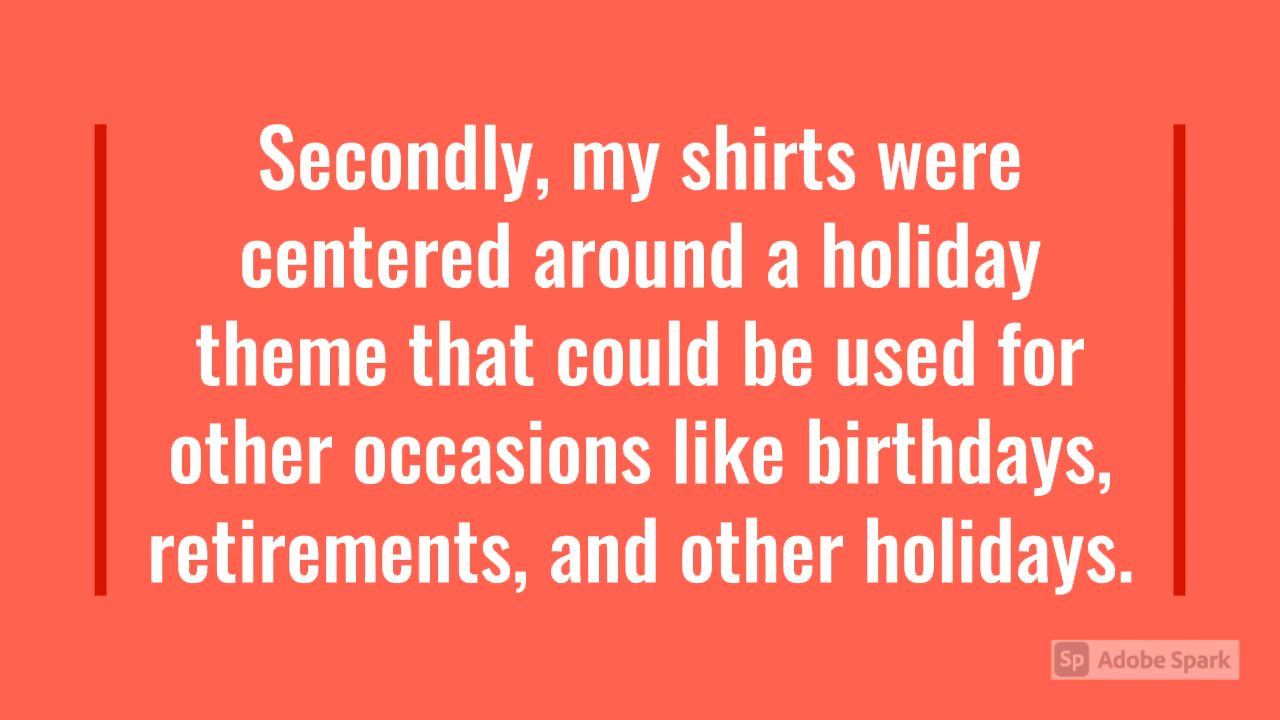 Secondly, my shirts were
centered around a holiday
theme that could be used for
other occasions like birthdays,
retirements, and other holidays.
Sp Adobe Spark